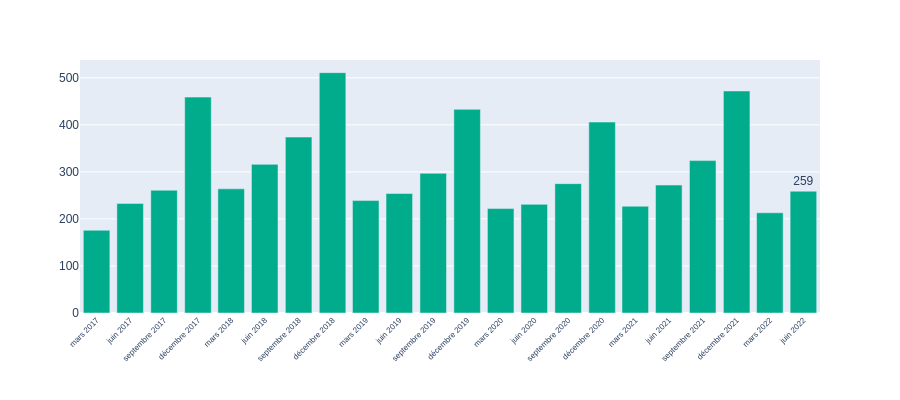 500
400
300
200
100
0
259
mars 2017
juin 2017
septembre 2017
décembre 2017
mars 2018
juin 2018
septembre 2018
décembre 2018
mars 2019
juin 2019
septembre 2019
décembre 2019
mars 2020
juin 2020
septembre 2020
décembre 2020
mars 2021
juin 2021
septembre 2021
décembre 2021
mars 2022
juin 2022